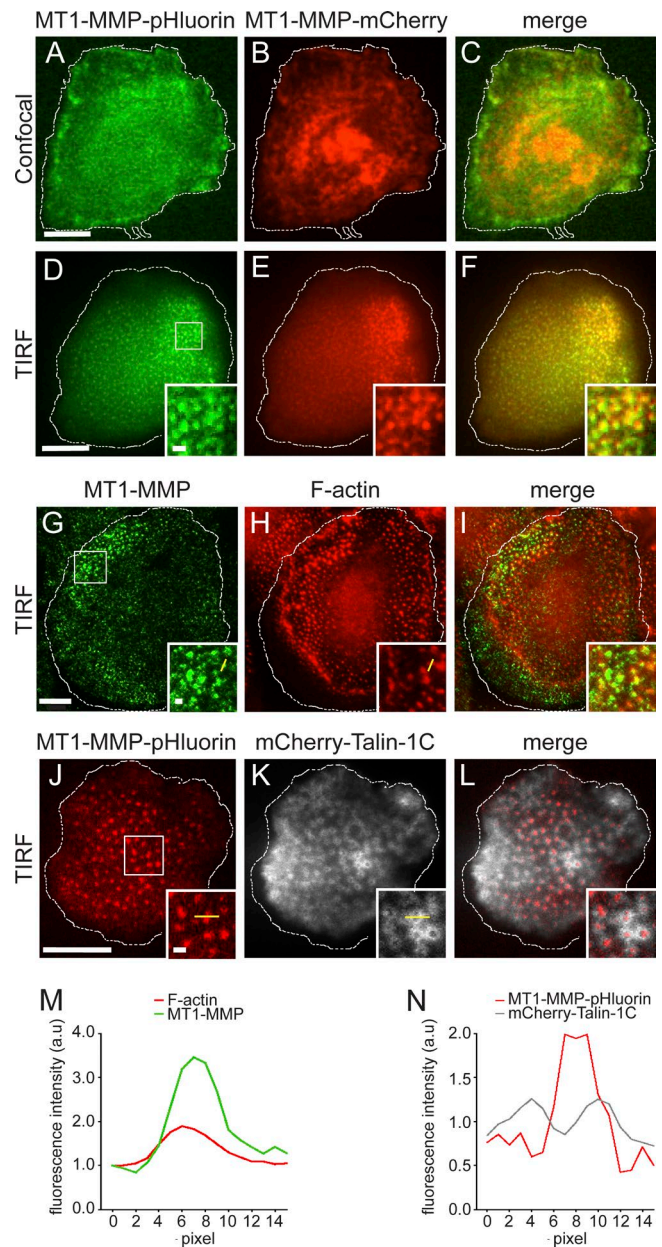 MT1-MMP-pHluorin MT1-MMP-mCherry merge
Confocal
A B C
TIRF
D E F
MT1-MMP F-actin merge
TIRF
G H I
MT1-MMP-pHluorin mCherry-Talin-1C merge
TIRF
J K L
M
F-actin
MT1-MMP
fluorescence intensity (a.u)
4.0
3.0
2.0
1.0
0.0
0 2 4 6 8 10 12 14
- pixel
N
MT1-MMP-pHluorin
mCherry-Talin-1C
fluorescence intensity (a.u)
2.0
1.5
1.0
0.5
0.0
0 2 4 6 8 10 12 14
- pixel